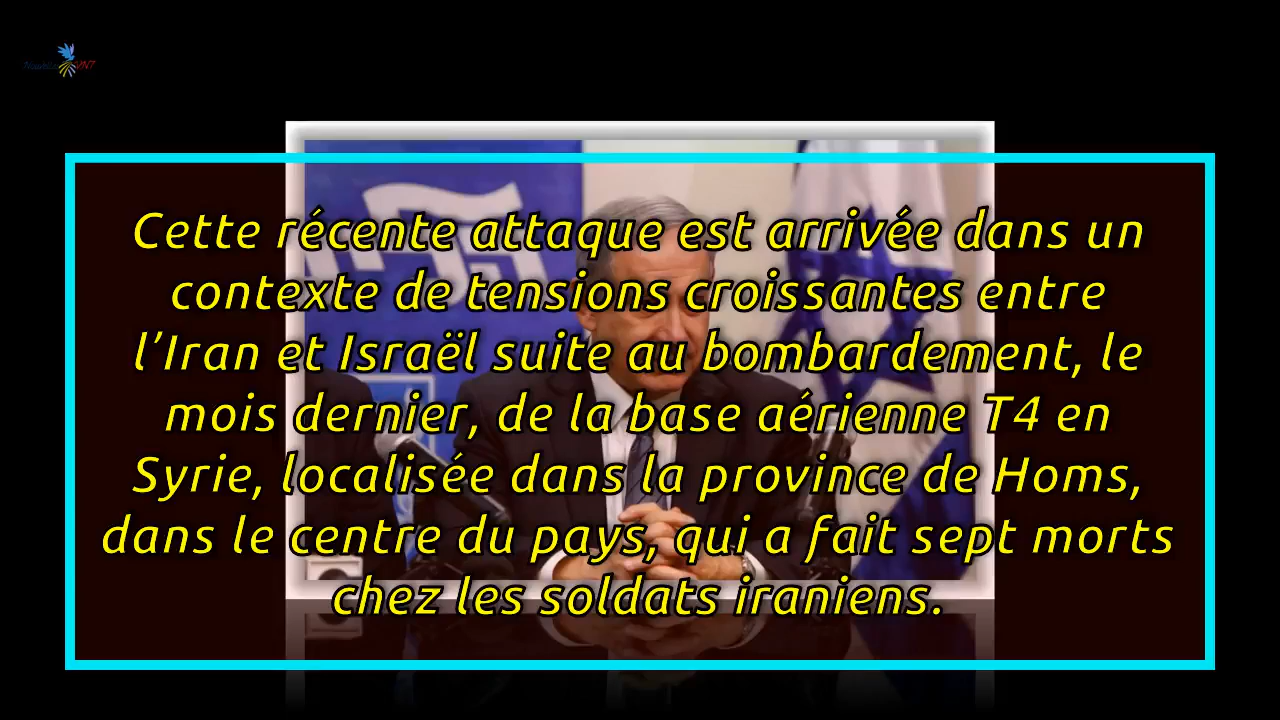 Cette récente attaque est arrivée dans un
contexte de tensions croissantes entre
l’Iran et Israël suite au bombardement, le
mois dernier, de la base aérienne T4 en
Syrie, localisée dans la province de Homs,
dans le centre du pays, qui a fait sept morts
chez les soldats iraniens.